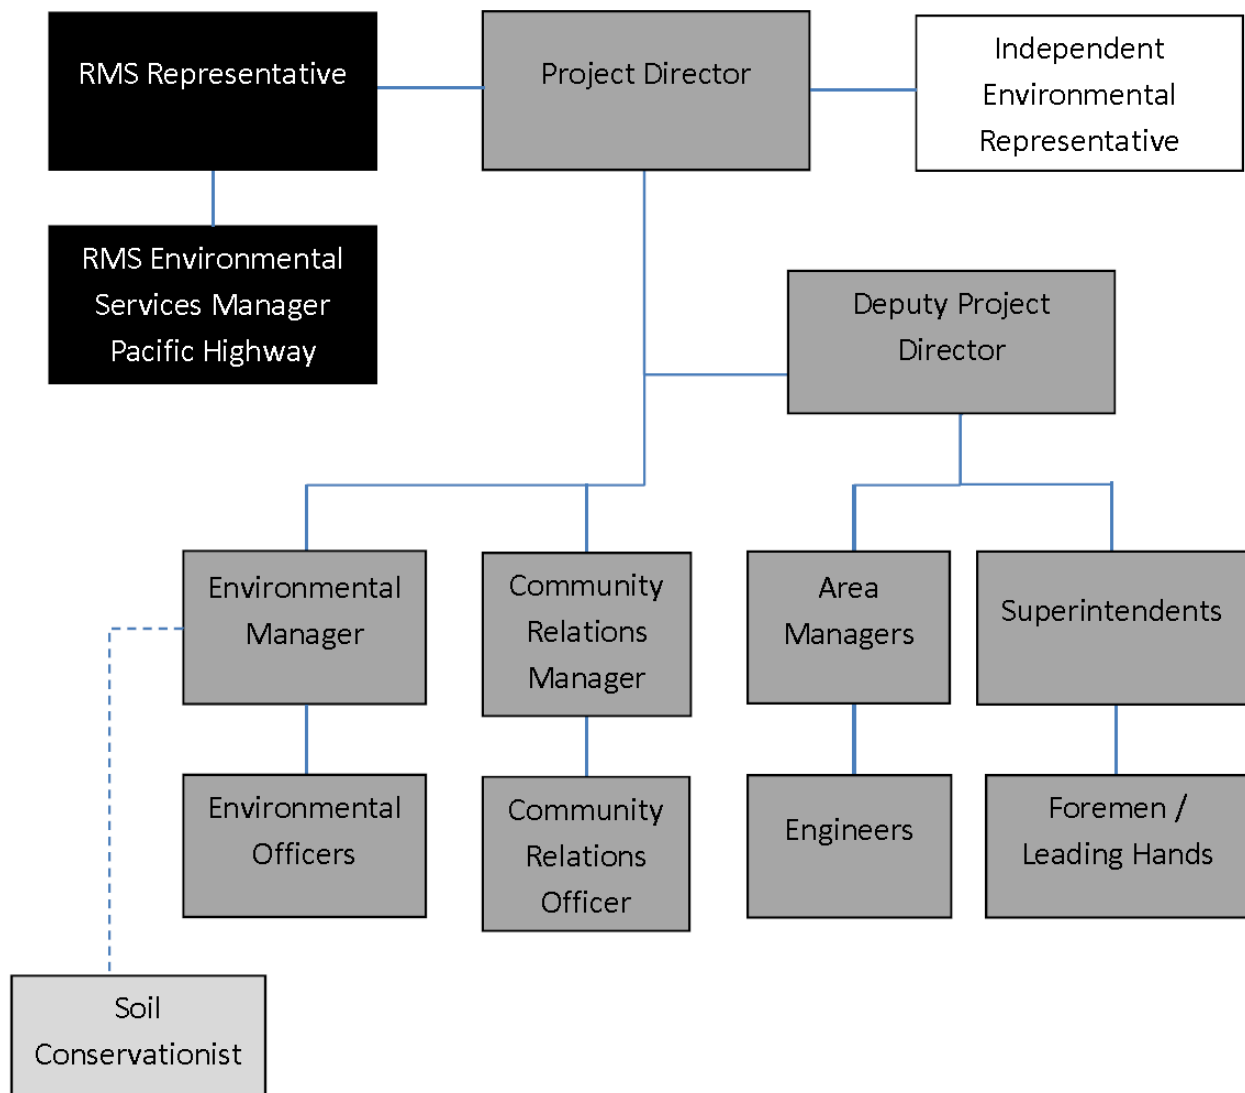 RMS Representative
Project Director
Independent
Environmental
Representative
RMS Environmental
Services Manager
Pacific Highway
Deputy Project
Director
Environmental
Manager
Community
Relations
Manager
Area
Managers
Superintendents
Environmental
Officers
Community
Relations
Officer
Engineers
Foremen /
Leading Hands
Soil
Conservationist